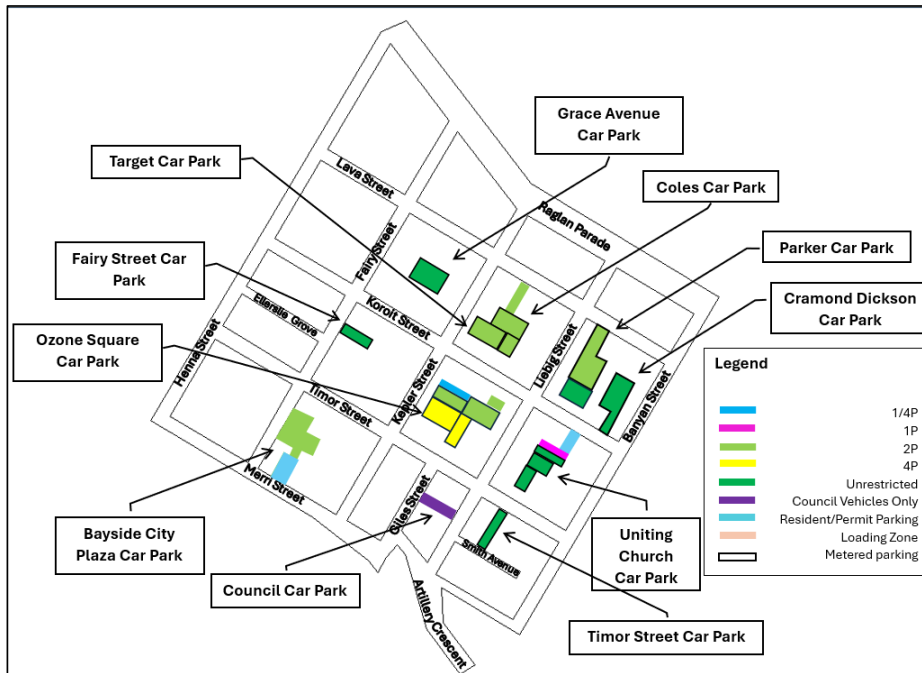 Grace Avenue
Car Park
Target Car Park
Coles Car Park
Lava Street
Raglan Parade
Fairy Street
Parker Car Park
Fairy Street Car
Park
Cramond Dickson
Car Park
Ellerslie Grove
Koroit Street
Ozone Square
Car Park
Henna Street
Liebig Street
Kepler Street
Banyan Street
Timor Street
Legend
1/4P
1P
2P
4P
Unrestricted
Council Vehicles Only
Resident/Permit Parking
Loading Zone
Metered parking
Merri Street
Giles Street
Smith Avenue
Bayside City
Plaza Car Park
Uniting
Church
Car Park
Council Car Park
Artillery Crescent
Timor Street Car Park